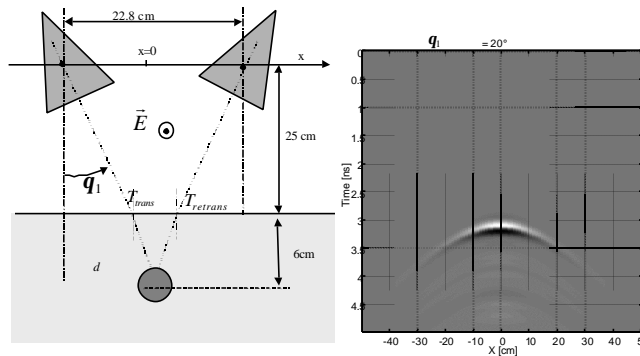 22.8 cm
x=0
x
E
25 cm
q1
Ttrans
Tretrans
6cm
d
q1 = 20°
0
0.5
1
1.5
2
2.5
3
3.5
4
4.5
Time [ns]
-40 -30 -20 -10 0 10 20 30 40 50
X [cm]